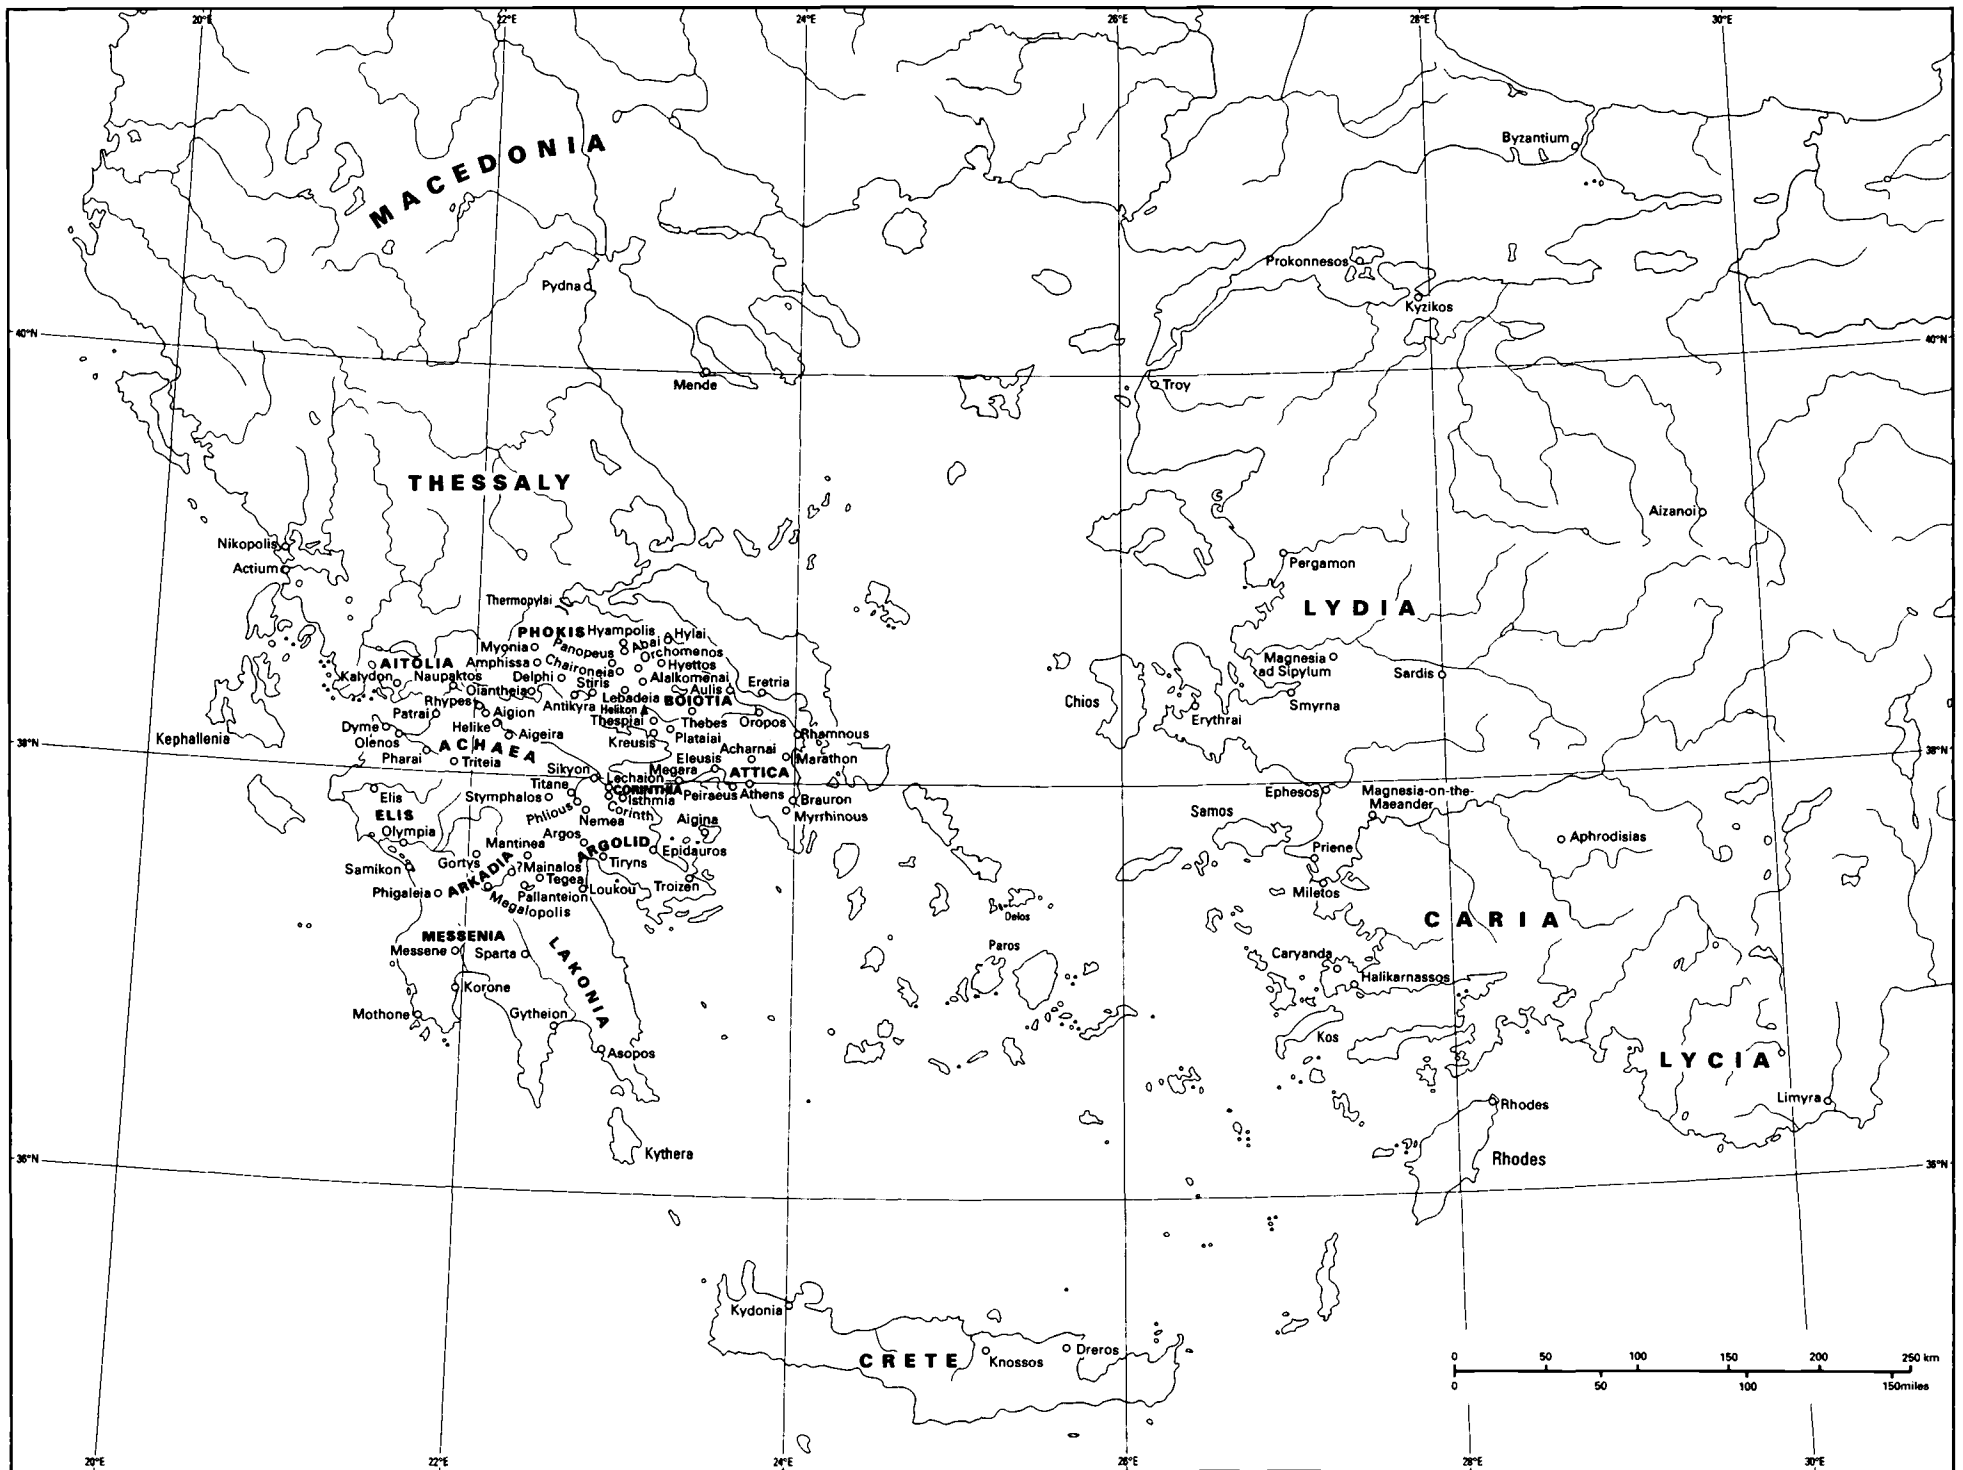 20°E 22°E 24°E 26°E 28°E 30°E
MACEDONIA
Byzantium
Prokonnesos
Pydna
Kyzikos
40°N 40°N
Mende
Troy
THESSALY
Aizanoi
Nikopolis
Actium
Pergamon
Thermopylai
LYDIA
PHOKIS
Hyampolis
Hylai
Myonia
Panopeus
Abai
Orchomenos
AITOLIA
Amphissa
Chaironeia
Hyettos
Magnesia
ad Sipylum
Kalydon
Naupaktos
Delphi
Alalkomenai
Sardis
Stiris
Eretria
Oiantheia
Aulis
Rhypes
Antikyra
Lebadeia
BOIOTIA
Chios
Smyrna
Patrai
Aigion
Helikon
Erythrai
Dyme
Helike
Thespiai
Thebes
Oropos
Kephallenia
Olenos
Aigeira
Kreusis
Plataiai
Rhamnous
38°N 38°N
ACHAEA
Acharnai
Pharai
Triteia
Eleusis
Marathon
Sikyon
Lechaion
Megara
ATTICA
Titane
CORINTHIA
Ephesos
Magnesia-on-the-
Maeander
Elis
Stymphalos
Isthmia
Peiraeus
Athens
Brauron
ELIS
Phlious
Corinth
Samos
Nemea
Aigina
Myrrhinous
Olympia
Argos
Aphrodisias
Mantinea
ARGOLID
Epidauros
Priene
Gortys
Samikon
?Mainalos
Tiryns
ARKADIA
Tegea
Phigaleia
Loukou
Troizen
Miletos
Pallanteion
Megalopolis
Delos
CARIA
MESSENIA
LAKONIA
Messene
Sparta
Paros
Caryanda
Halikarnassos
Korone
Mothone
Gytheion
Kos
Asopos
LYCIA
Limyra
Rhodes
Kythera
Rhodes
36°N 36°N
Kydonia
CRETE
Knossos
Dreros
0 50 100 150 200 250 km
0 50 100 150miles
20°E 22°E 24°E 26°E 28°E 30°E